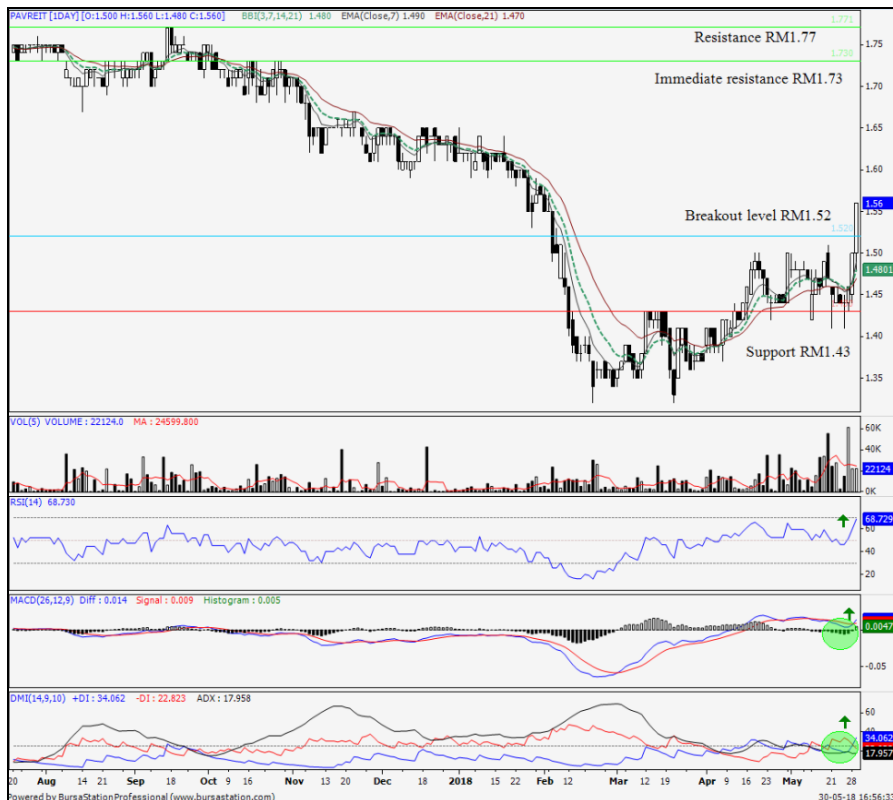 PAVREIT [1DAY] [O:1.500 H:1.560 L:1.480 C:1.560] BBI(3,7,14,21) 1.480 EMA(Close,7) 1.490 EMA(Close,21) 1.470
1.771
Resistance RM1.77
1.75
1.730
Immediate resistance RM1.73
1.70
1.65
1.60
1.56
1.55
Breakout level RM1.52
1.520
1.50
1.4801
1.45
Support RM1.43
1.40
1.35
VOL(5) VOLUME : 22124.0 MA : 24599.800
60K
40K
22124
0K
RSI(14) 68.730
68.729
60
40
20
MACD(26,12,9) Diff : 0.014 Signal : 0.009 Histogram : 0.005
0.0047
-0.05
DMI(14,9,10) +DI : 34.062 -DI : 22.823 ADX : 17.958
60
34.062
17.957
20 Aug 14 21 Sep 18 Oct 9 16 Nov 13 20 Dec 18 2018 15 22 Feb 12 Mar 12 19 Apr 9 16 23 May 21 28
Powered by BursaStationProfessional (www.bursastation.com) 30-05-18 16:56:33